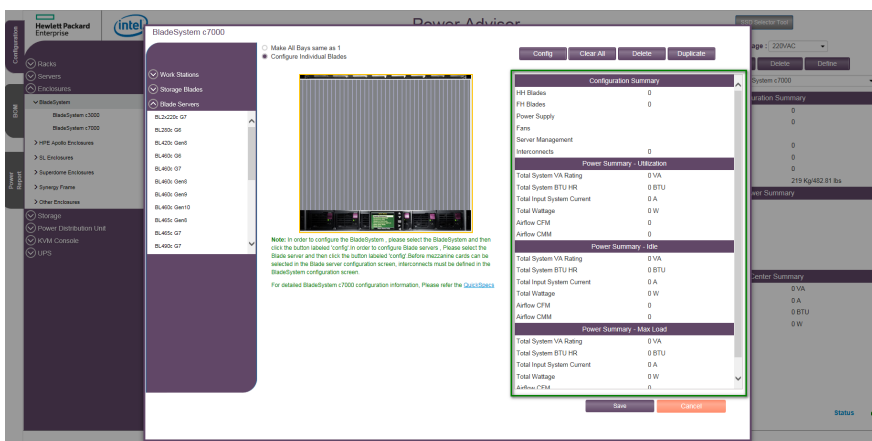 Hewlett Packard
Enterprise
intel
Power Advisor
SSD Selector Tool
Configuration
BOM
Power
Report
Racks
Servers
Enclosures
BladeSystem
BladeSystem c3000
BladeSystem c7000
HPE Apollo Enclosures
SL Enclosures
Superdome Enclosures
Synergy Frame
Other Enclosures
Storage
Power Distribution Unit
KVM Console
UPS
BladeSystem c7000
Work Stations
Storage Blades
Blade Servers
BL2x220c G7
BL280c G6
BL420c Gen8
BL460c G6
BL460c G7
BL460c Gen8
BL460c Gen9
BL460c Gen10
BL465c Gen8
BL465c G7
BL490c G7
Make All Bays same as 1
Configure Individual Blades
Note: In order to configure the BladeSystem , please select the BladeSystem and then
click the button labeled 'config'.In order to configure Blade servers , Please select the
Blade server and then click the button labeled 'config'.Before mezzanine cards can be
selected in the Blade server configuration screen, interconnects must be defined in the
BladeSystem configuration screen.
For detailed BladeSystem c7000 configuration information, Please refer the QuickSpecs
Config Clear All Delete Duplicate
Configuration Summary
HH Blades 0
FH Blades 0
Power Supply
Fans
Server Management
Interconnects 0
Power Summary - Utilization
Total System VA Rating 0 VA
Total System BTU HR 0 BTU
Total Input System Current 0 A
Total Wattage 0 W
Airflow CFM 0
Airflow CMM 0
Power Summary - Idle
Total System VA Rating 0 VA
Total System BTU HR 0 BTU
Total Input System Current 0 A
Total Wattage 0 W
Airflow CFM 0
Airflow CMM 0
Power Summary - Max Load
Total System VA Rating 0 VA
Total System BTU HR 0 BTU
Total Input System Current 0 A
Total Wattage 0 W
Airflow CFM 0
Save Cancel
age : 220VAC
Delete Define
System c7000
uration Summary
0
0
0
0
0
219 Kg/482.81 lbs
wer Summary
Center Summary
0 VA
0 A
0 BTU
0 W
Status